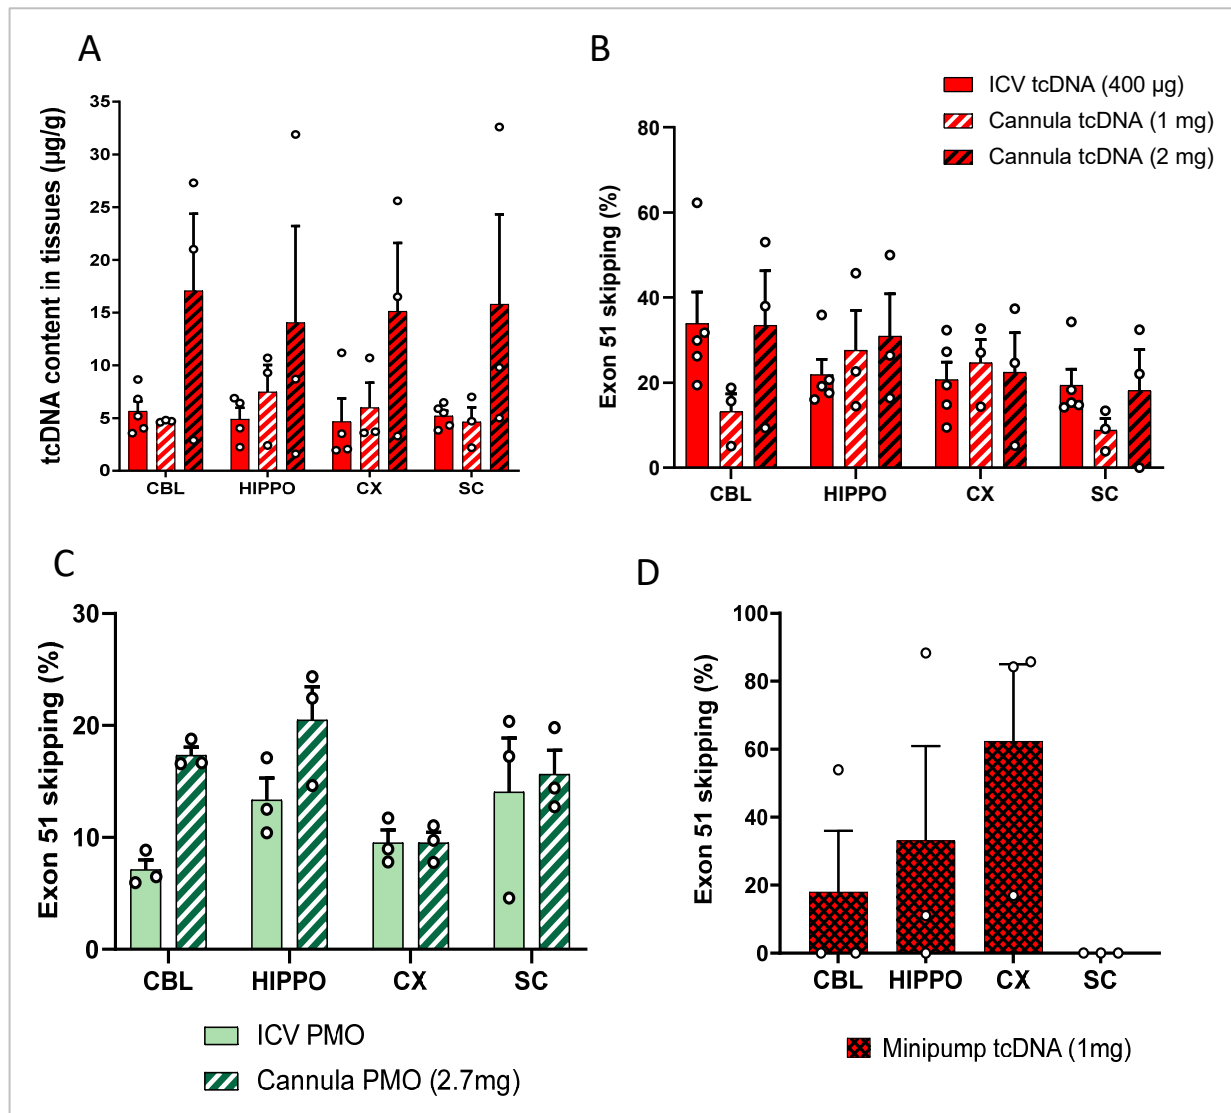 A
tcDNA content in tissues (µg/g)
35
30
25
20
15
10
5
0
CBL HIPPO CX SC
B
ICV tcDNA (400 µg)
Cannula tcDNA (1 mg)
Cannula tcDNA (2 mg)
Exon 51 skipping (%)
80
60
40
20
0
CBL HIPPO CX SC
C
Exon 51 skipping (%)
30
20
10
0
CBL HIPPO CX SC
ICV PMO
Cannula PMO (2.7mg)
D
Exon 51 skipping (%)
100
80
60
40
20
0
CBL HIPPO CX SC
Minipump tcDNA (1mg)